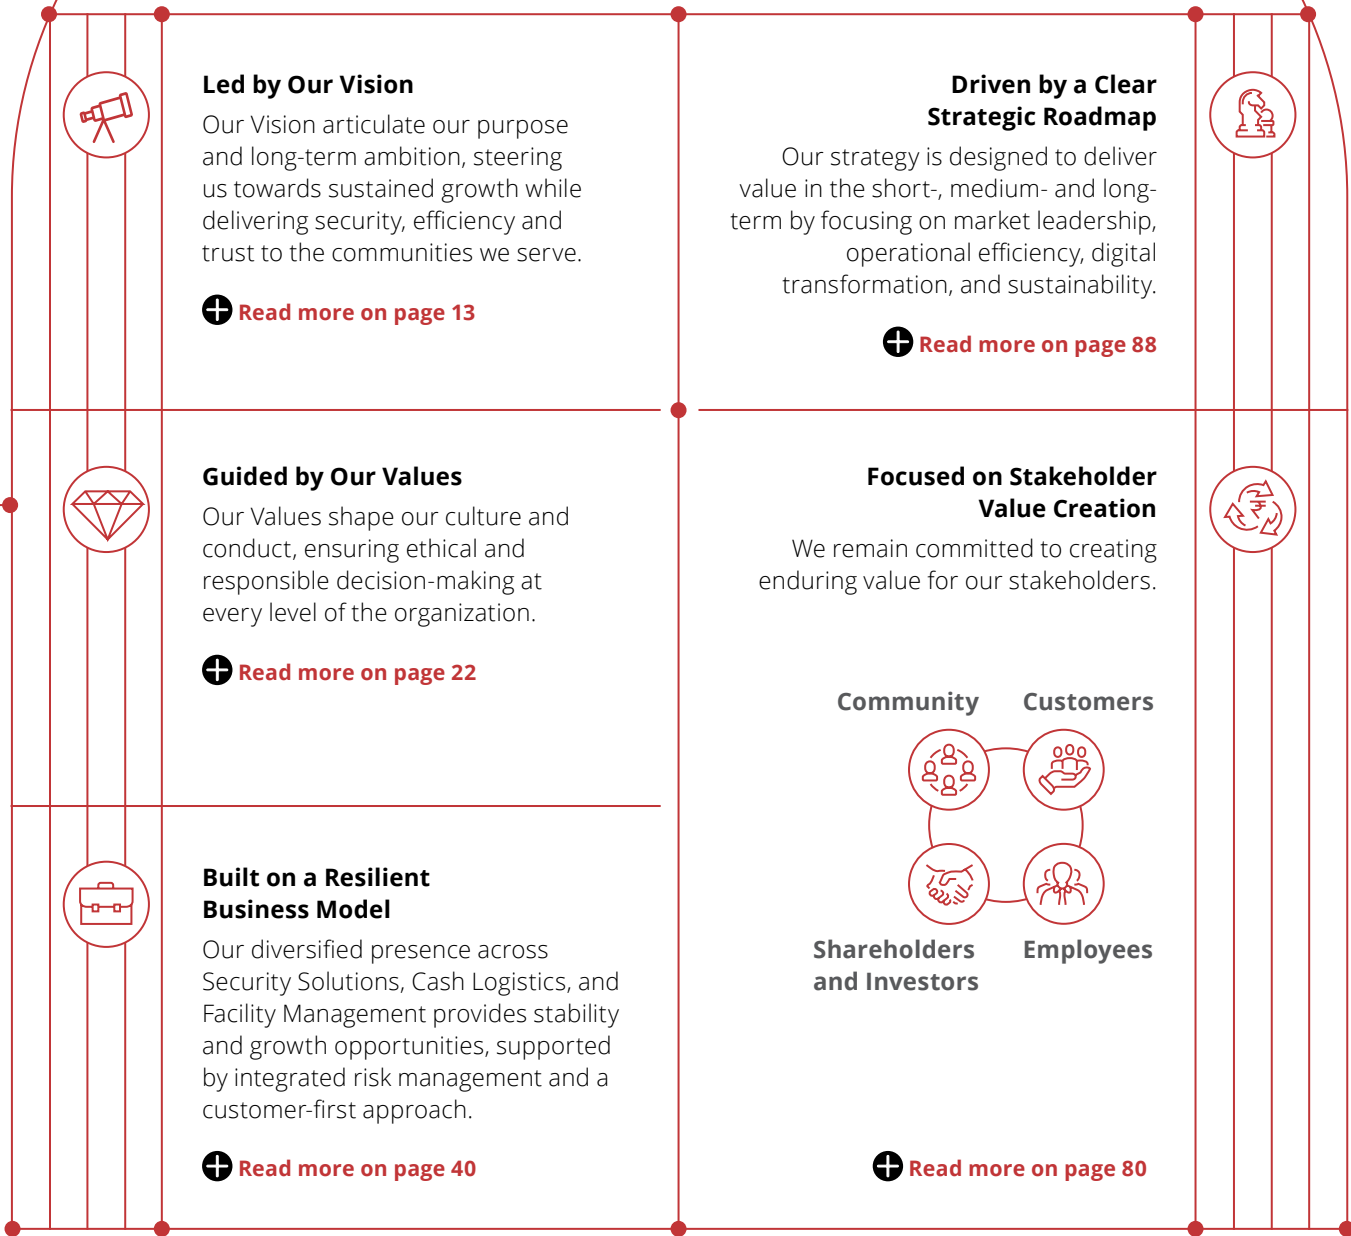 Led by Our Vision
Our Vision articulate our purpose
and long-term ambition, steering
us towards sustained growth while
delivering security, efficiency and
trust to the communities we serve.
Read more on page 13
Guided by Our Values
Our Values shape our culture and
conduct, ensuring ethical and
responsible decision-making at
every level of the organization.
Read more on page 22
Built on a Resilient
Business Model
Our diversified presence across
Security Solutions, Cash Logistics, and
Facility Management provides stability
and growth opportunities, supported
by integrated risk management and a
customer-first approach.
Read more on page 40
Driven by a Clear
Strategic Roadmap
Our strategy is designed to deliver
value in the short-, medium- and long-
term by focusing on market leadership,
operational efficiency, digital
transformation, and sustainability.
Read more on page 88
Focused on Stakeholder
Value Creation
We remain committed to creating
enduring value for our stakeholders.
Community
Customers
Shareholders
and Investors
Employees
Read more on page 80